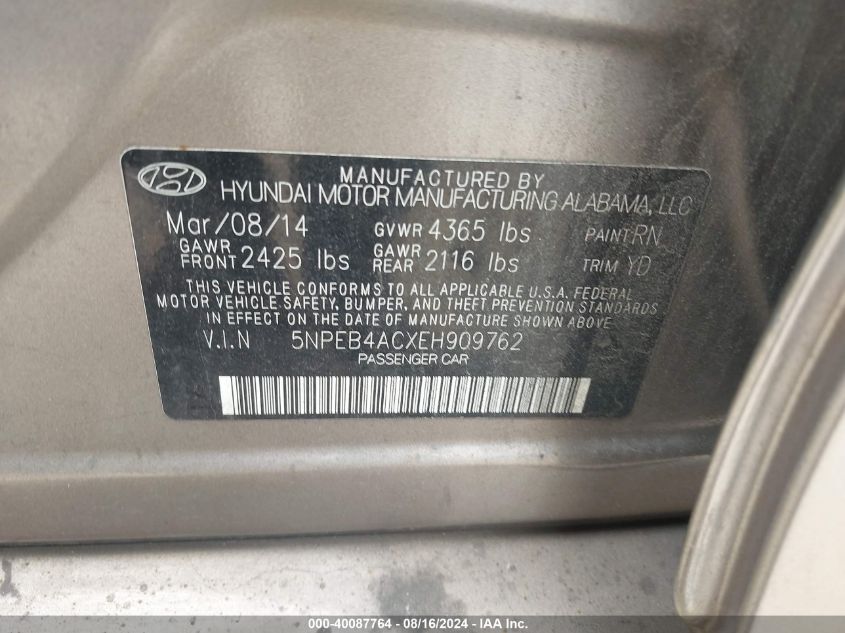 MANUFACTURED BY
HYUNDAI MOTOR MANUFACTURING ALABAMA, LLC
Mar/08/14 GVWR 4365 lbs PAINT RN
GAWR FRONT 2425 lbs GAWR REAR 2116 lbs TRIM YD
THIS VEHICLE CONFORMS TO ALL APPLICABLE U.S.A. FEDERAL
MOTOR VEHICLE SAFETY, BUMPER, AND THEFT PREVENTION STANDARDS
IN EFFECT ON THE DATE OF MANUFACTURE SHOWN ABOVE.
V.I.N 5NPEB4ACXEH909762
PASSENGER CAR
000-40087764 - 08/16/2024 - IAA Inc.